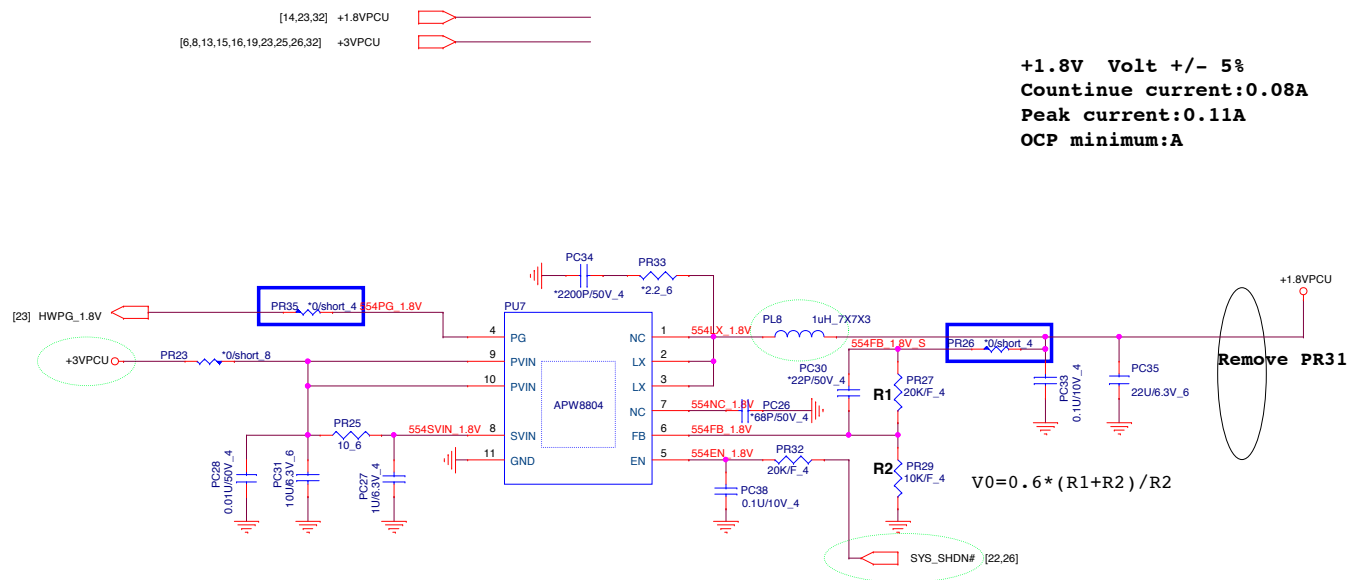 [14,23,32] +1.8VPCU
[6,8,13,15,16,19,23,25,26,32] +3VPCU
+1.8V Volt +/- 5%
Countinue current:0.08A
Peak current:0.11A
OCP minimum:A
PC34
*2200P/50V_4
PR33
*2.2_6
[23] HWPG_1.8V
PR35 *0/short_4 554PG_1.8V
+3VPCU
PR23 *0/short_8
PU7
APW8804
4 PG
9 PVIN
10 PVIN
8 SVIN
11 GND
NC 1
LX 2
LX 3
NC 7
FB 6
EN 5
PR25
10_6
554SVIN_1.8V
PC28
0.01U/50V_4
PC31
10U/6.3V_6
PC27
1U/6.3V_4
554LX_1.8V
PL8 1uH_7X7X3
554FB_1.8V_S
PR26 *0/short_4
+1.8VPCU
Remove PR31
PC30
*22P/50V_4
R1
PR27
20K/F_4
PC33
0.1U/10V_4
PC35
22U/6.3V_6
554NC_1.8V
PC26
*68P/50V_4
554FB_1.8V
554EN_1.8V
PR32
20K/F_4
R2
PR29
10K/F_4
V0=0.6*(R1+R2)/R2
PC38
0.1U/10V_4
SYS_SHDN# [22,26]